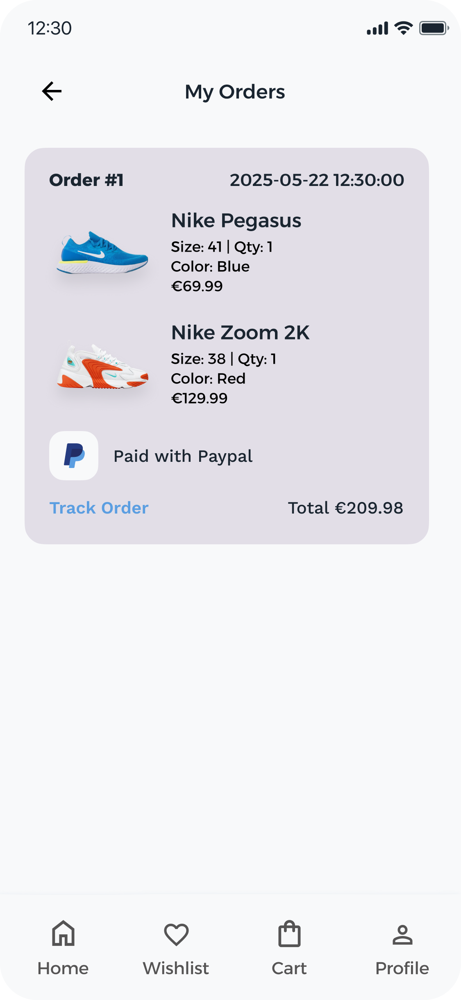 12:30
My Orders
Order #1 2025-05-22 12:30:00
Nike Pegasus
Size: 41 | Qty: 1
Color: Blue
€69.99
Nike Zoom 2K
Size: 38 | Qty: 1
Color: Red
€129.99
Paid with Paypal
Track Order Total €209.98
Home Wishlist Cart Profile